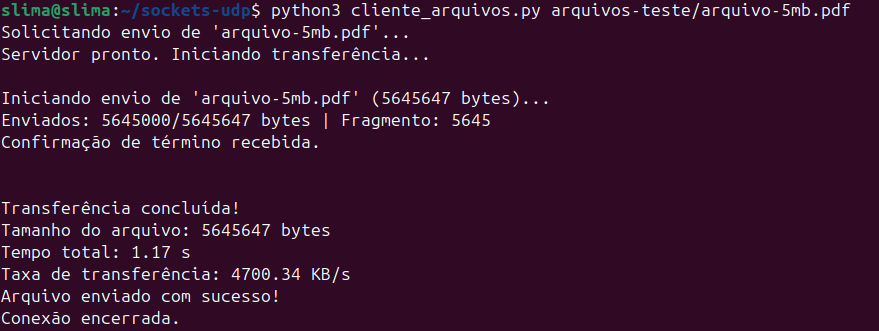 slima@slima:~/sockets-udp$ python3 cliente_arquivos.py arquivos-teste/arquivo-5mb.pdf
Solicitando envio de 'arquivo-5mb.pdf'...
Servidor pronto. Iniciando transferência...
Iniciando envio de 'arquivo-5mb.pdf' (5645647 bytes)...
Enviados: 5645000/5645647 bytes | Fragmento: 5645
Confirmação de término recebida.
Transferência concluída!
Tamanho do arquivo: 5645647 bytes
Tempo total: 1.17 s
Taxa de transferência: 4700.34 KB/s
Arquivo enviado com sucesso!
Conexão encerrada.